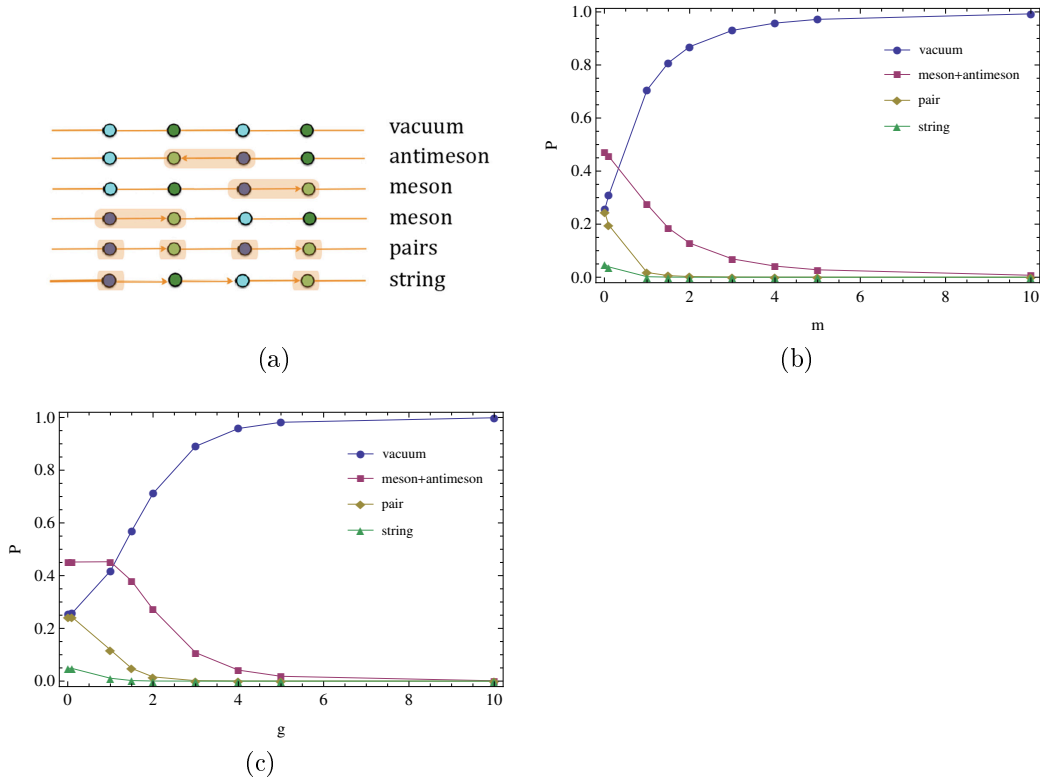 vacuum
antimeson
meson
meson
pairs
string
(a)
1.0
0.8
0.6
0.4
0.2
0.0
P
vacuum
meson+antimeson
pair
string
0 2 4 6 8 10
m
(b)
1.0
0.8
0.6
0.4
0.2
0.0
P
vacuum
meson+antimeson
pair
string
0 2 4 6 8 10
g
(c)